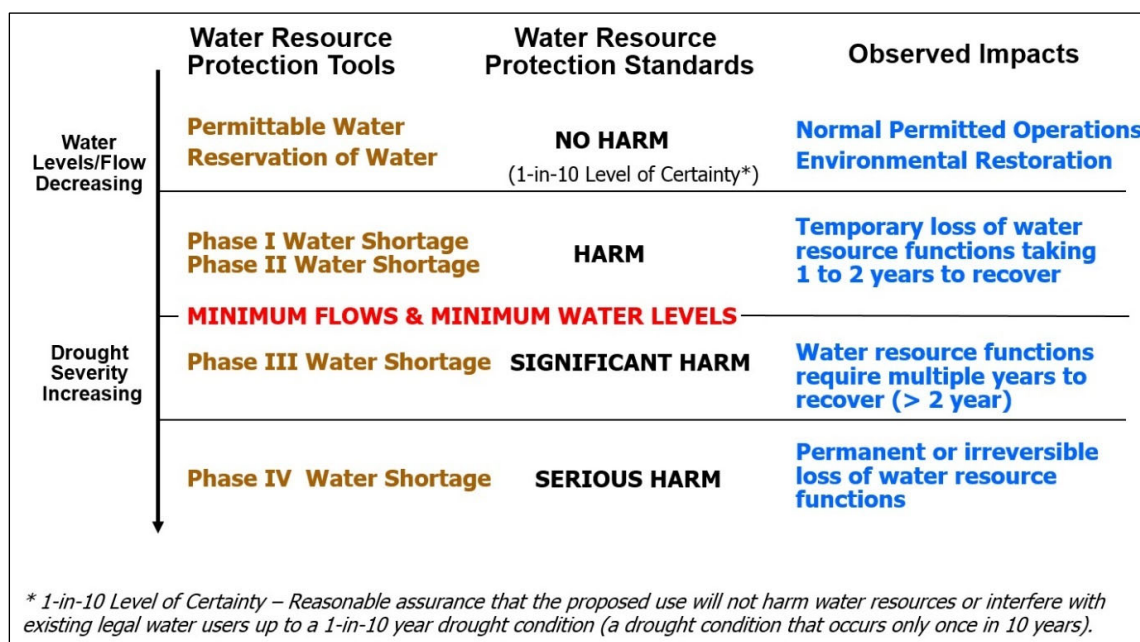 Water Resource
Protection Tools
Water Resource
Protection Standards
Observed Impacts
Water
Levels/Flow
Decreasing
Permittable Water
Reservation of Water
NO HARM
(1-in-10 Level of Certainty*)
Normal Permitted Operations
Environmental Restoration
Phase I Water Shortage
Phase II Water Shortage
HARM
Temporary loss of water
resource functions taking
1 to 2 years to recover
MINIMUM FLOWS & MINIMUM WATER LEVELS
Drought
Severity
Increasing
Phase III Water Shortage
SIGNIFICANT HARM
Water resource functions
require multiple years to
recover (> 2 year)
Phase IV Water Shortage
SERIOUS HARM
Permanent or irreversible
loss of water resource
functions
* 1-in-10 Level of Certainty – Reasonable assurance that the proposed use will not harm water resources or interfere with
existing legal water users up to a 1-in-10 year drought condition (a drought condition that occurs only once in 10 years).